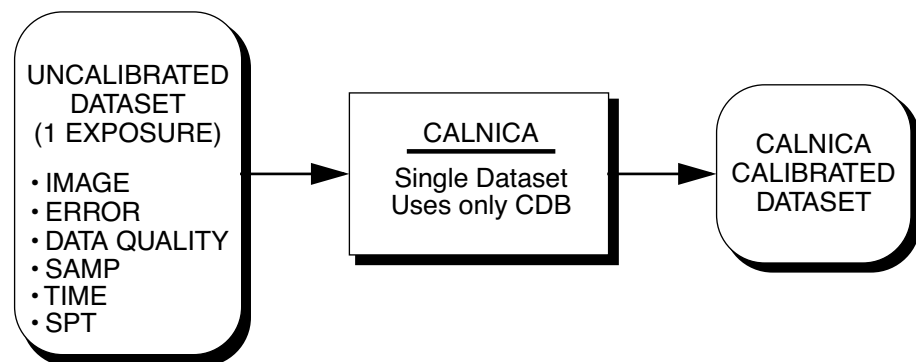 UNCALIBRATED
DATASET
(1 EXPOSURE)
• IMAGE
• ERROR
• DATA QUALITY
• SAMP
• TIME
• SPT
CALNICA
Single Dataset
Uses only CDB
CALNICA
CALIBRATED
DATASET